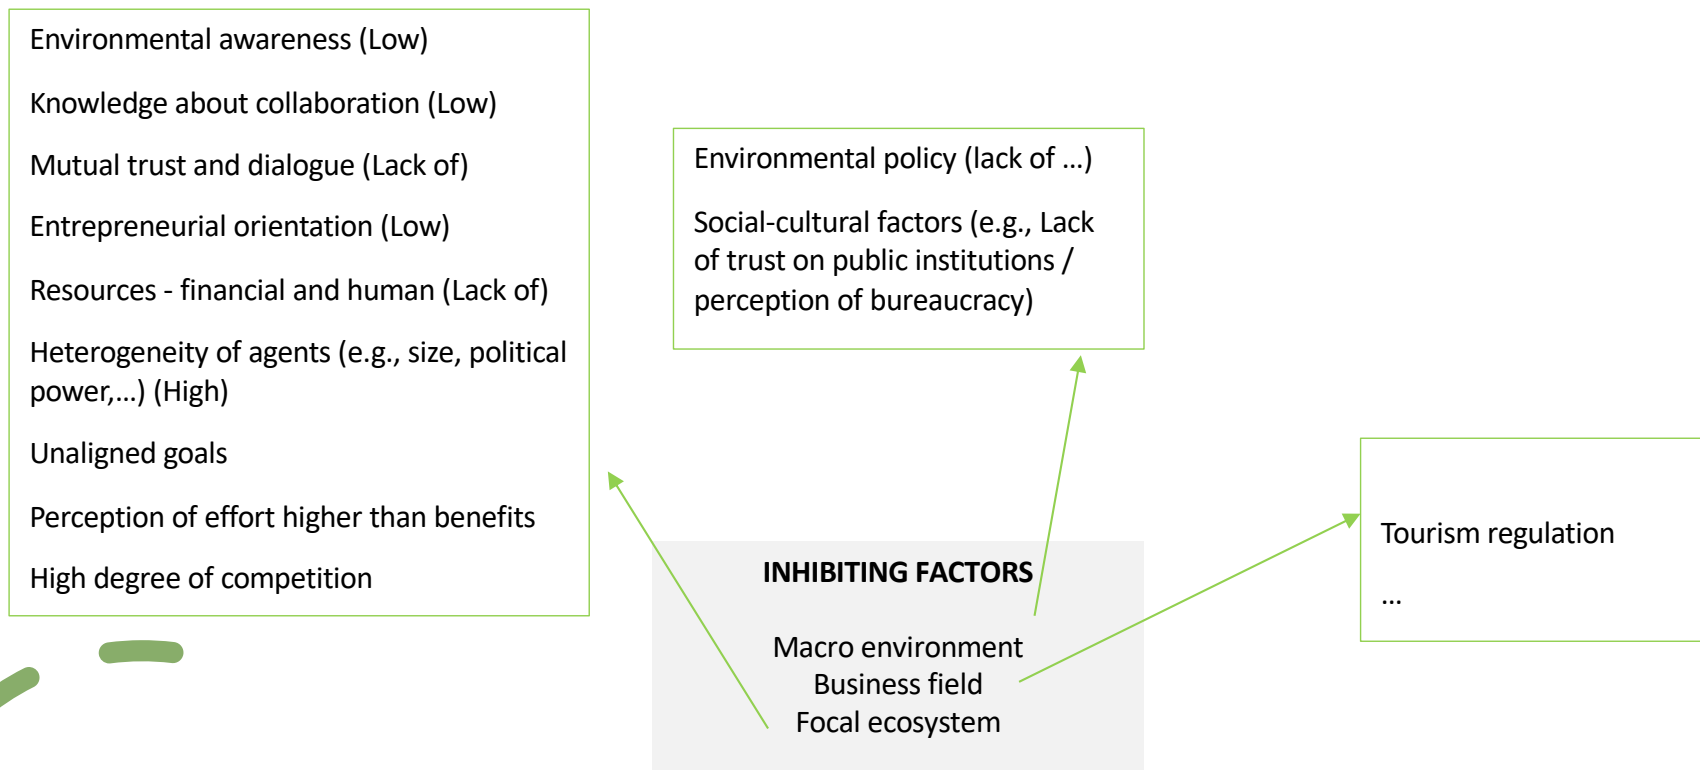 Environmental awareness (Low)
Knowledge about collaboration (Low)
Mutual trust and dialogue (Lack of)
Entrepreneurial orientation (Low)
Resources - financial and human (Lack of)
Heterogeneity of agents (e.g., size, political
power,...) (High)
Unaligned goals
Perception of effort higher than benefits
High degree of competition
Environmental policy (lack of ...)
Social-cultural factors (e.g., Lack
of trust on public institutions /
perception of bureaucracy)
Tourism regulation
...
INHIBITING FACTORS
Macro environment
Business field
Focal ecosystem